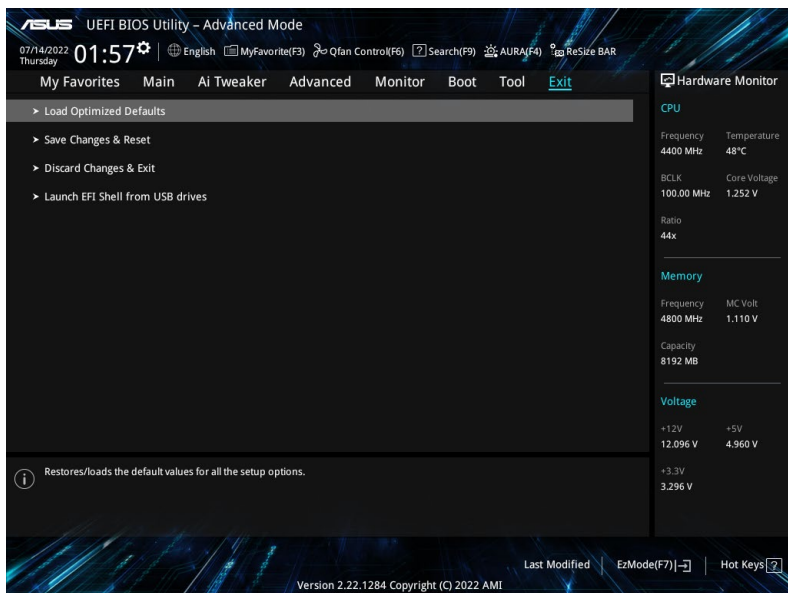 ASUS UEFI BIOS Utility – Advanced Mode
07/14/2022 Thursday 01:57 English MyFavorite(F3) Qfan Control(F6) ? Search(F9) AURA(F4) ReSize BAR
My Favorites Main Ai Tweaker Advanced Monitor Boot Tool Exit
Hardware Monitor
> Load Optimized Defaults
> Save Changes & Reset
> Discard Changes & Exit
> Launch EFI Shell from USB drives
CPU
Frequency Temperature
4400 MHz 48°C
BCLK Core Voltage
100.00 MHz 1.252 V
Ratio
44x
Memory
Frequency MC Volt
4800 MHz 1.110 V
Capacity
8192 MB
Voltage
+12V +5V
12.096 V 4.960 V
+3.3V
3.296 V
i Restores/loads the default values for all the setup options.
Last Modified EzMode(F7) Hot Keys ?
Version 2.22.1284 Copyright (C) 2022 AMI